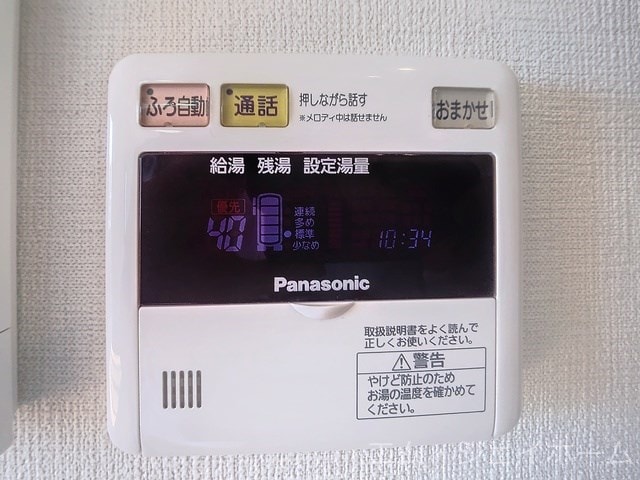 ふろ自動 通話 押しながら話す おまかせ
※メロディ中は話せません
給湯 残湯 設定湯量
優先
連続
多め
40 標準 10:34
少なめ
Panasonic
取扱説明書をよく読んで
正しくお使いください。
警告
やけど防止のため
お湯の温度を確かめて
ください。